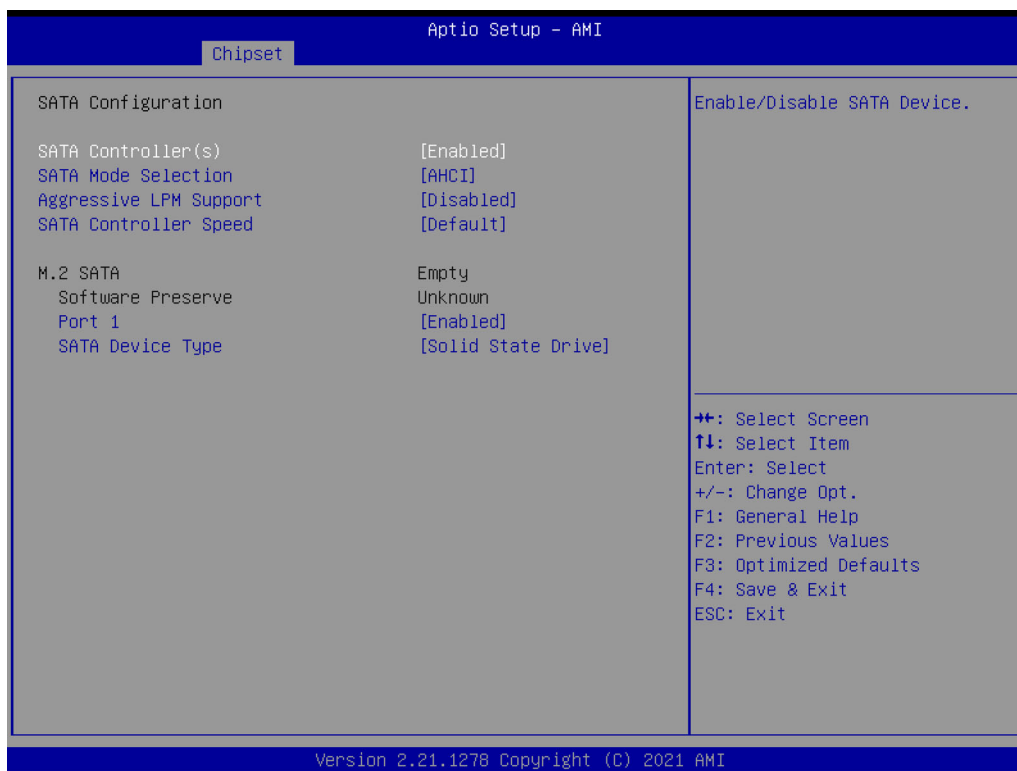 Aptio Setup – AMI
Chipset
SATA Configuration
SATA Controller(s) [Enabled]
SATA Mode Selection [AHCI]
Aggressive LPM Support [Disabled]
SATA Controller Speed [Default]
M.2 SATA Empty
Software Preserve Unknown
Port 1 [Enabled]
SATA Device Type [Solid State Drive]
Enable/Disable SATA Device.
→←: Select Screen
↑↓: Select Item
Enter: Select
+/-: Change Opt.
F1: General Help
F2: Previous Values
F3: Optimized Defaults
F4: Save & Exit
ESC: Exit
Version 2.21.1278 Copyright (C) 2021 AMI